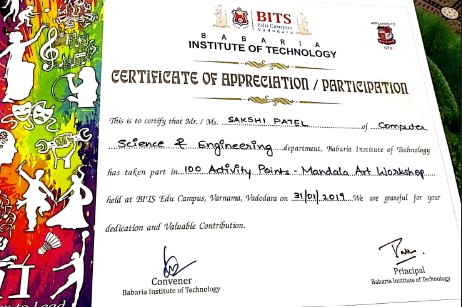 BITS
Edu Campus
Vadodara
BABARIA
INSTITUTE OF TECHNOLOGY
CERTIFICATE OF APPRECIATION / PARTICIPATION
This is to certify that Mr. / Ms. SAKSHI PATEL of Computer
Science & Engineering department, Babaria Institute of Technology
has taken part in 100 Activity Points - Mandala Art Workshop
held at BITS Edu Campus, Varnama, Vadodara on 31/01/2019 We are grateful for your
dedication and Valuable Contribution.
Convener
Babaria Institute of Technology
Principal
Babaria Institute of Technology
to Lead